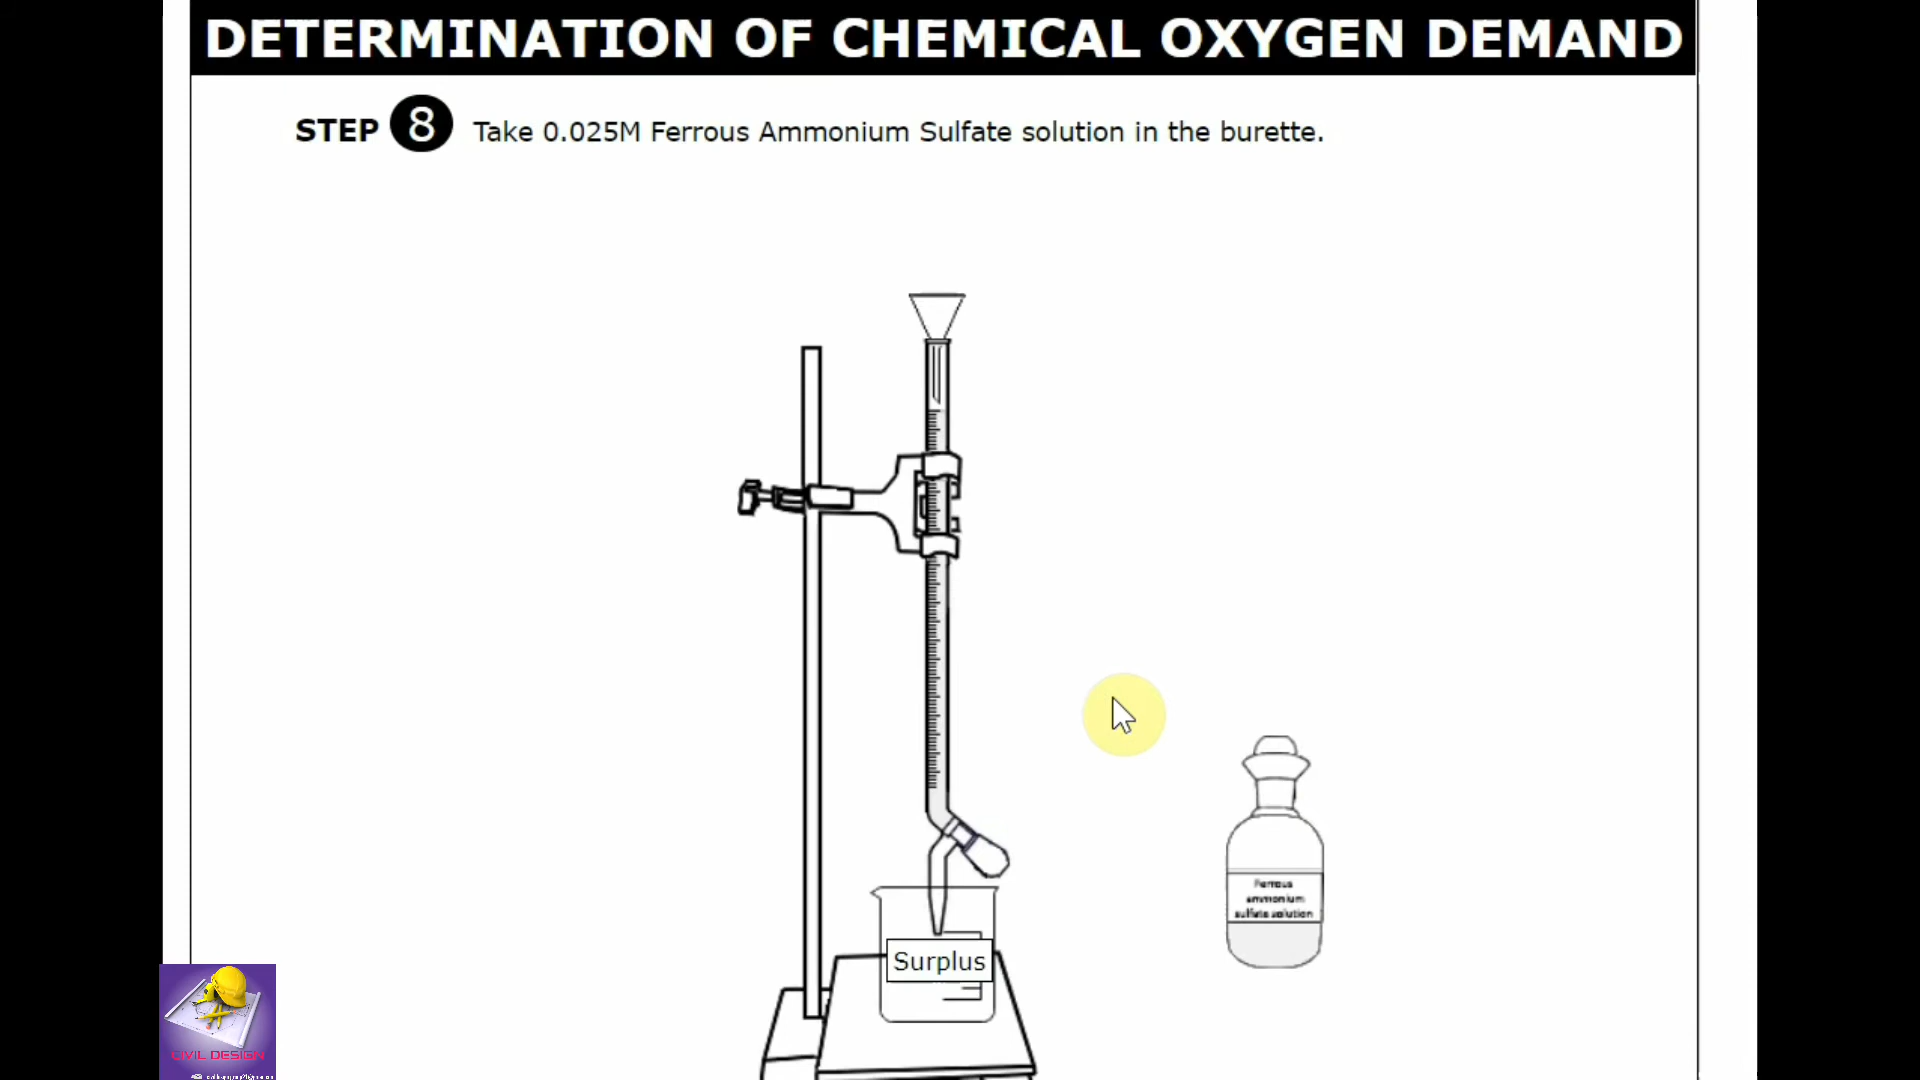 DETERMINATION OF CHEMICAL OXYGEN DEMAND
STEP 8 Take 0.025M Ferrous Ammonium Sulfate solution in the burette.
Ferrous
ammonium
sulfate solution
Surplus
CIVIL DESIGN